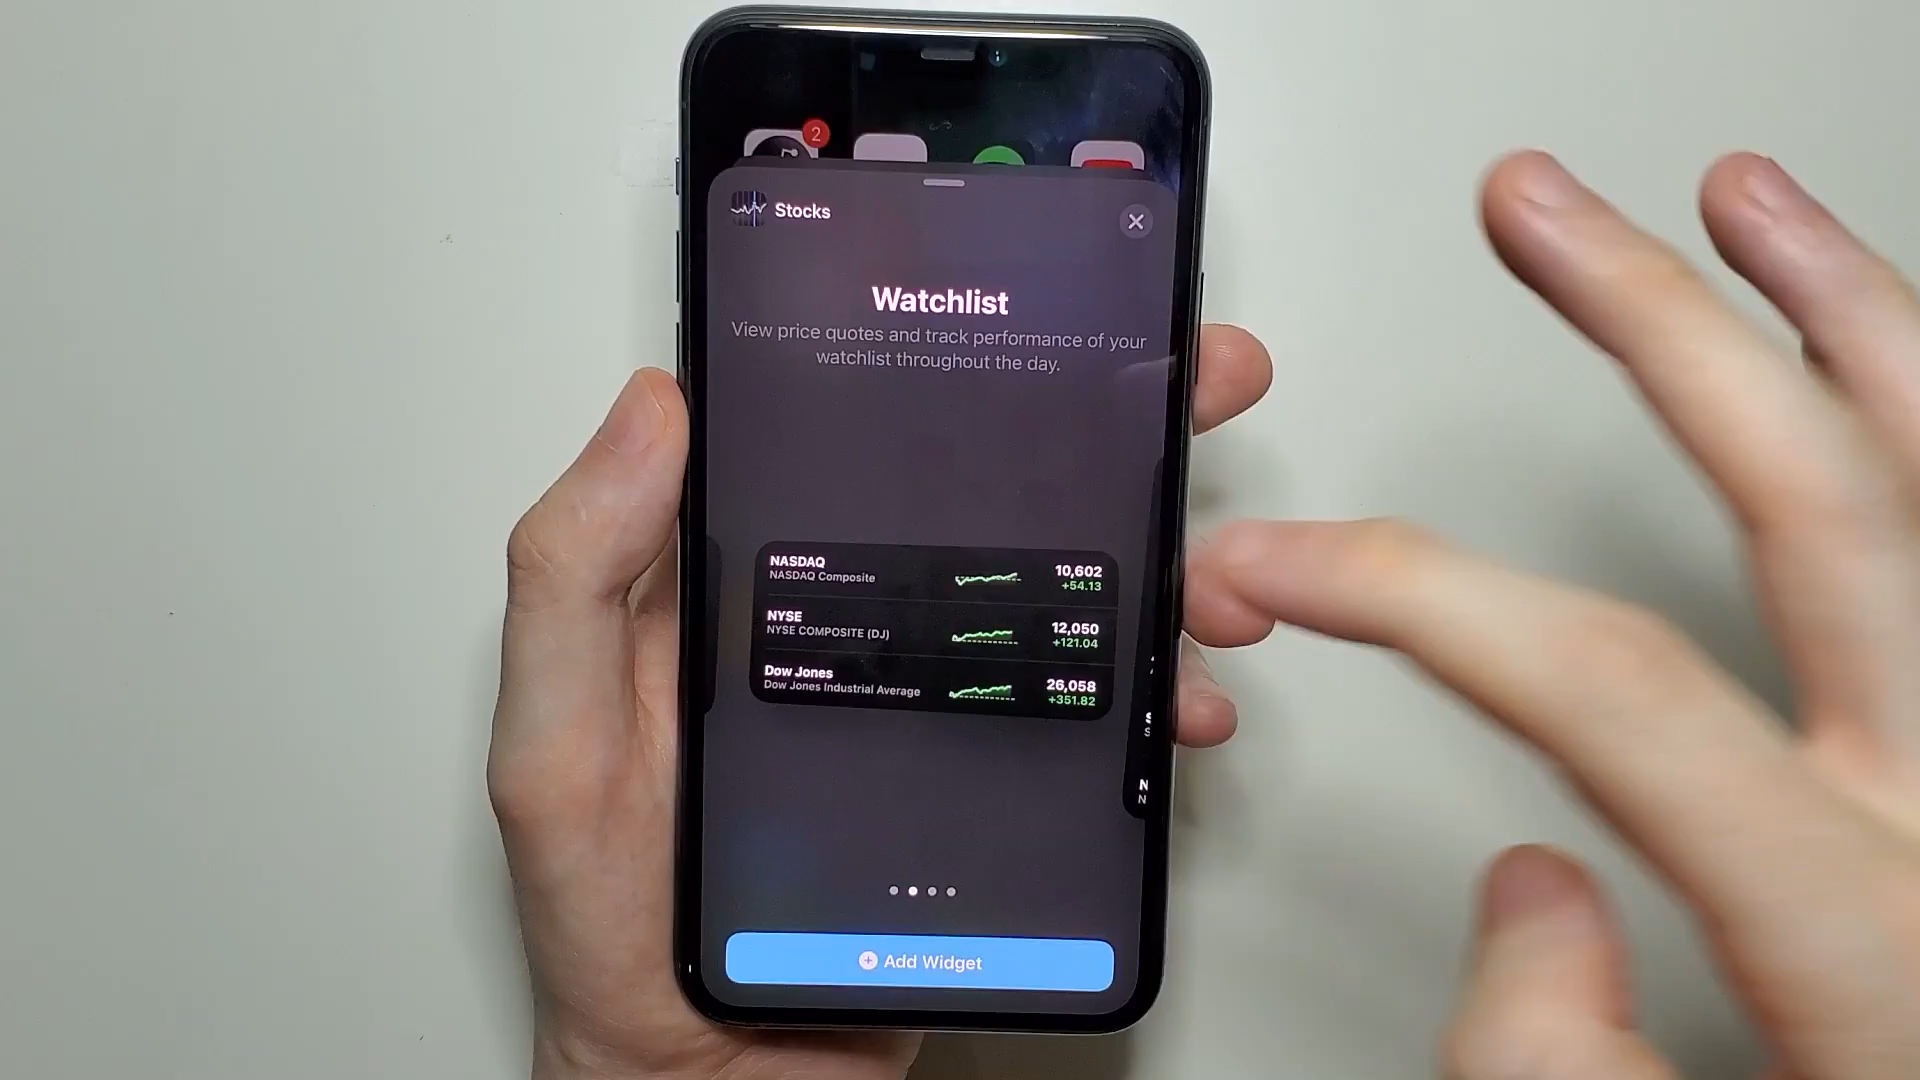 2
Stocks
Watchlist
View price quotes and track performance of your
watchlist throughout the day.
NASDAQ
NASDAQ Composite
10,602
+54.13
NYSE
NYSE COMPOSITE (DJ)
12,050
+121.04
Dow Jones
Dow Jones Industrial Average
26,058
+351.82
S
S
N
N
Add Widget